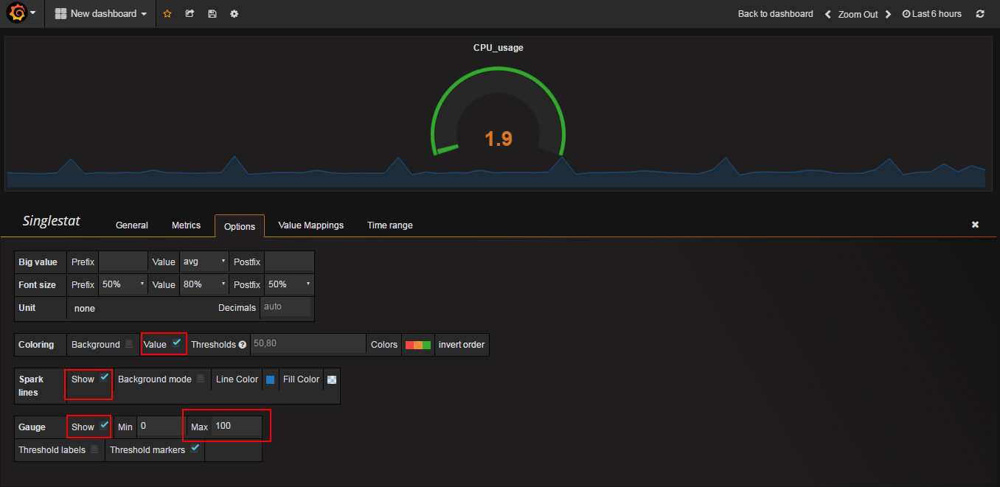 New dashboard Back to dashboard Zoom Out Last 6 hours
CPU_usage
1.9
Singlestat General Metrics Options Value Mappings Time range
Big value Prefix Value avg Postfix
Font size Prefix 50% Value 80% Postfix 50%
Unit none Decimals auto
Coloring Background Value Thresholds 50,80 Colors invert order
Spark lines Show Background mode Line Color Fill Color
Gauge Show Min 0 Max 100
Threshold labels Threshold markers